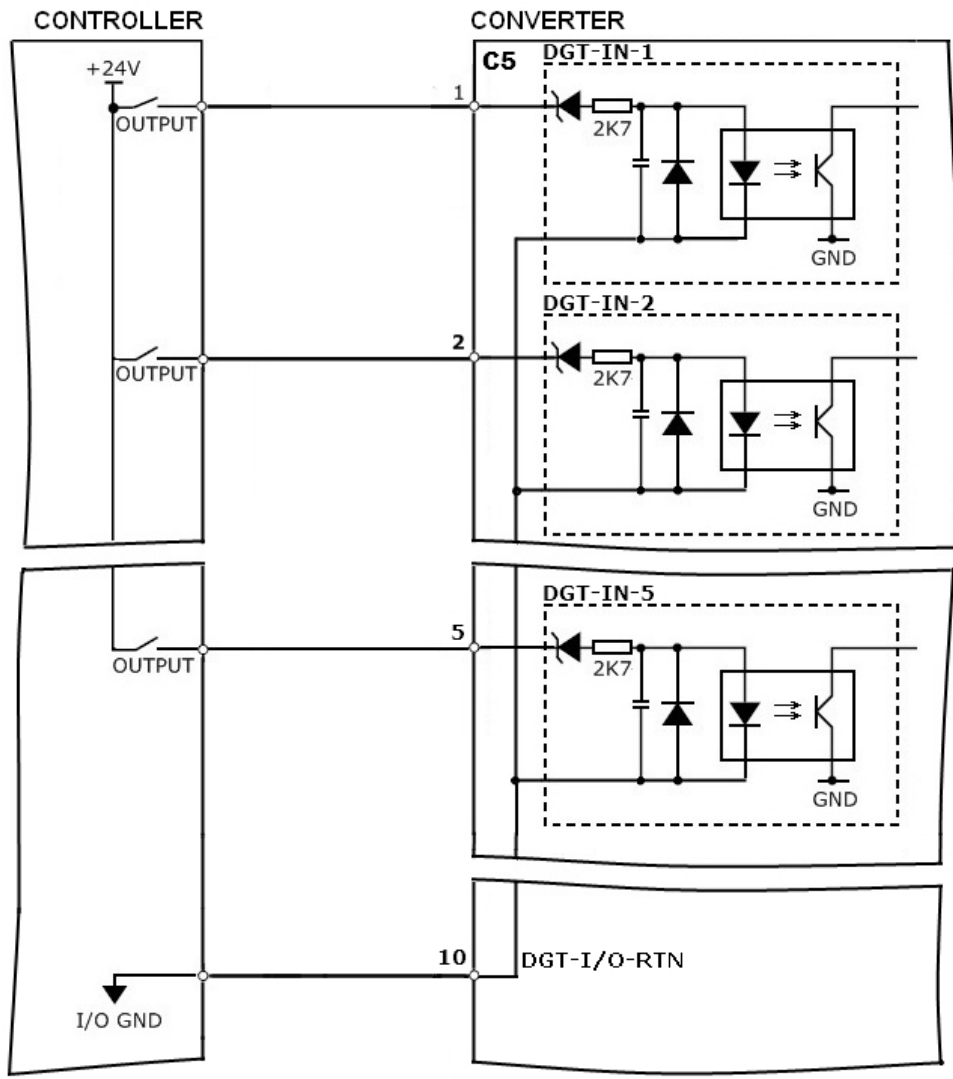 CONTROLLER
CONVERTER
C5
DGT-IN-1
+24V
1
OUTPUT
2K7
GND
DGT-IN-2
2
OUTPUT
2K7
GND
DGT-IN-5
5
OUTPUT
2K7
GND
10
DGT-I/O-RTN
I/O GND